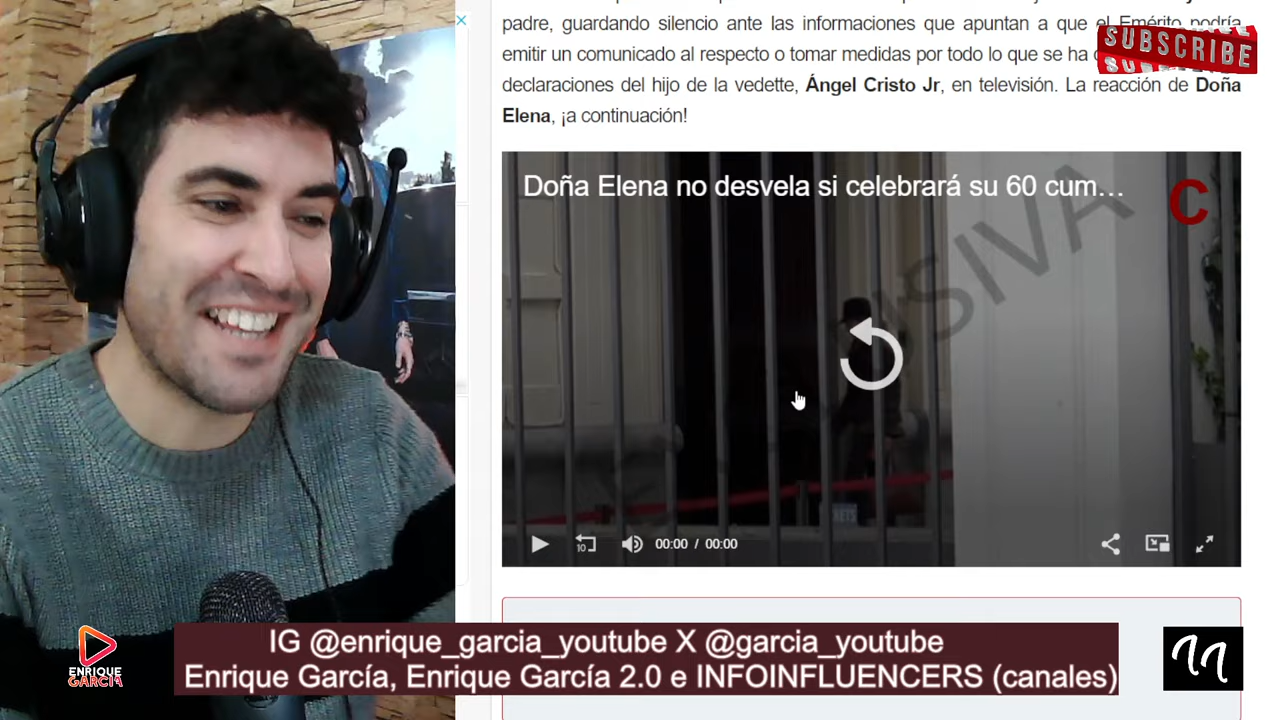 padre, guardando silencio ante las informaciones que apuntan a que el Emérito podría
emitir un comunicado al respecto o tomar medidas por todo lo que se ha
declaraciones del hijo de la vedette, Ángel Cristo Jr, en televisión. La reacción de Doña
Elena, ¡a continuación!
SUBSCRIBE
Doña Elena no desvela si celebrará su 60 cum…
C
USIVA
10
00:00 / 00:00
IG @enrique_garcia_youtube X @garcia_youtube
Enrique García, Enrique García 2.0 e INFOINFLUENCERS (canales)
ENRIQUE
GARCÍA